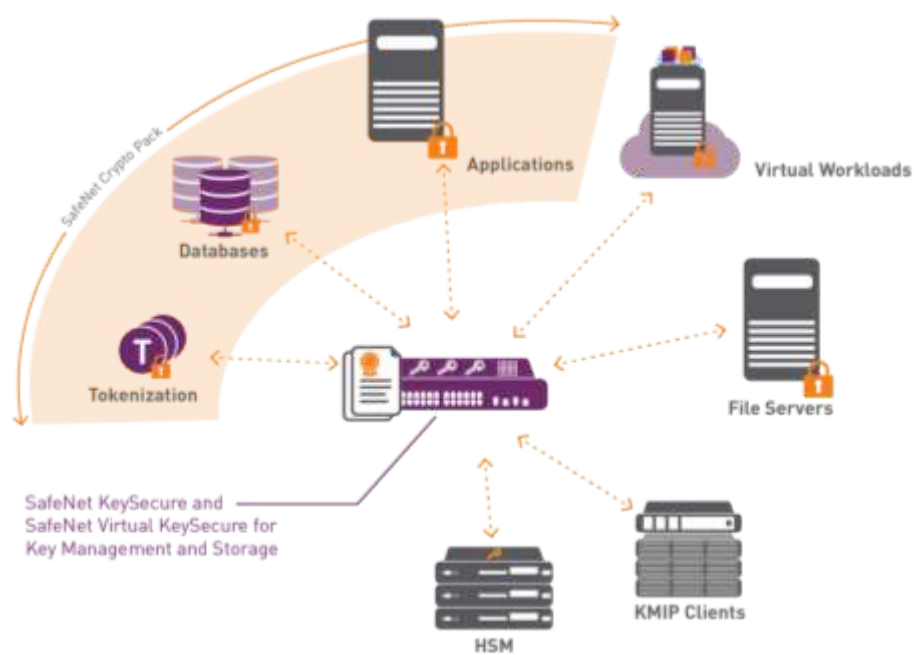 SafeNet Crypto Pack
Applications
Virtual Workloads
Databases
T
Tokenization
File Servers
SafeNet KeySecure and
SafeNet Virtual KeySecure for
Key Management and Storage
KMIP Clients
HSM